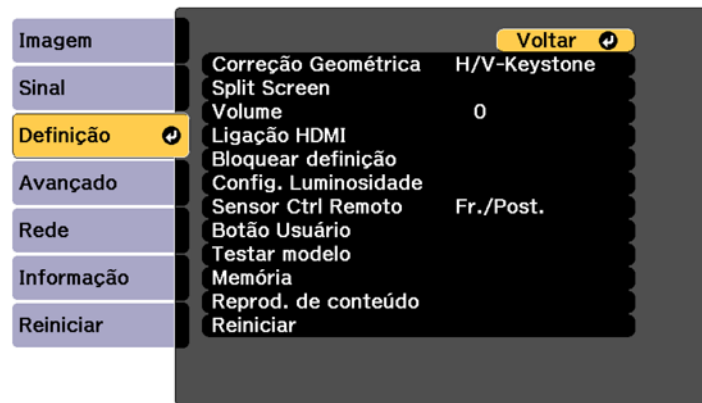 Imagem
Sinal
Definição
Avançado
Rede
Informação
Reiniciar
Voltar
Correção Geométrica H/V-Keystone
Split Screen
Volume 0
Ligação HDMI
Bloquear definição
Config. Luminosidade
Sensor Ctrl Remoto Fr./Post.
Botão Usuário
Testar modelo
Memória
Reprod. de conteúdo
Reiniciar